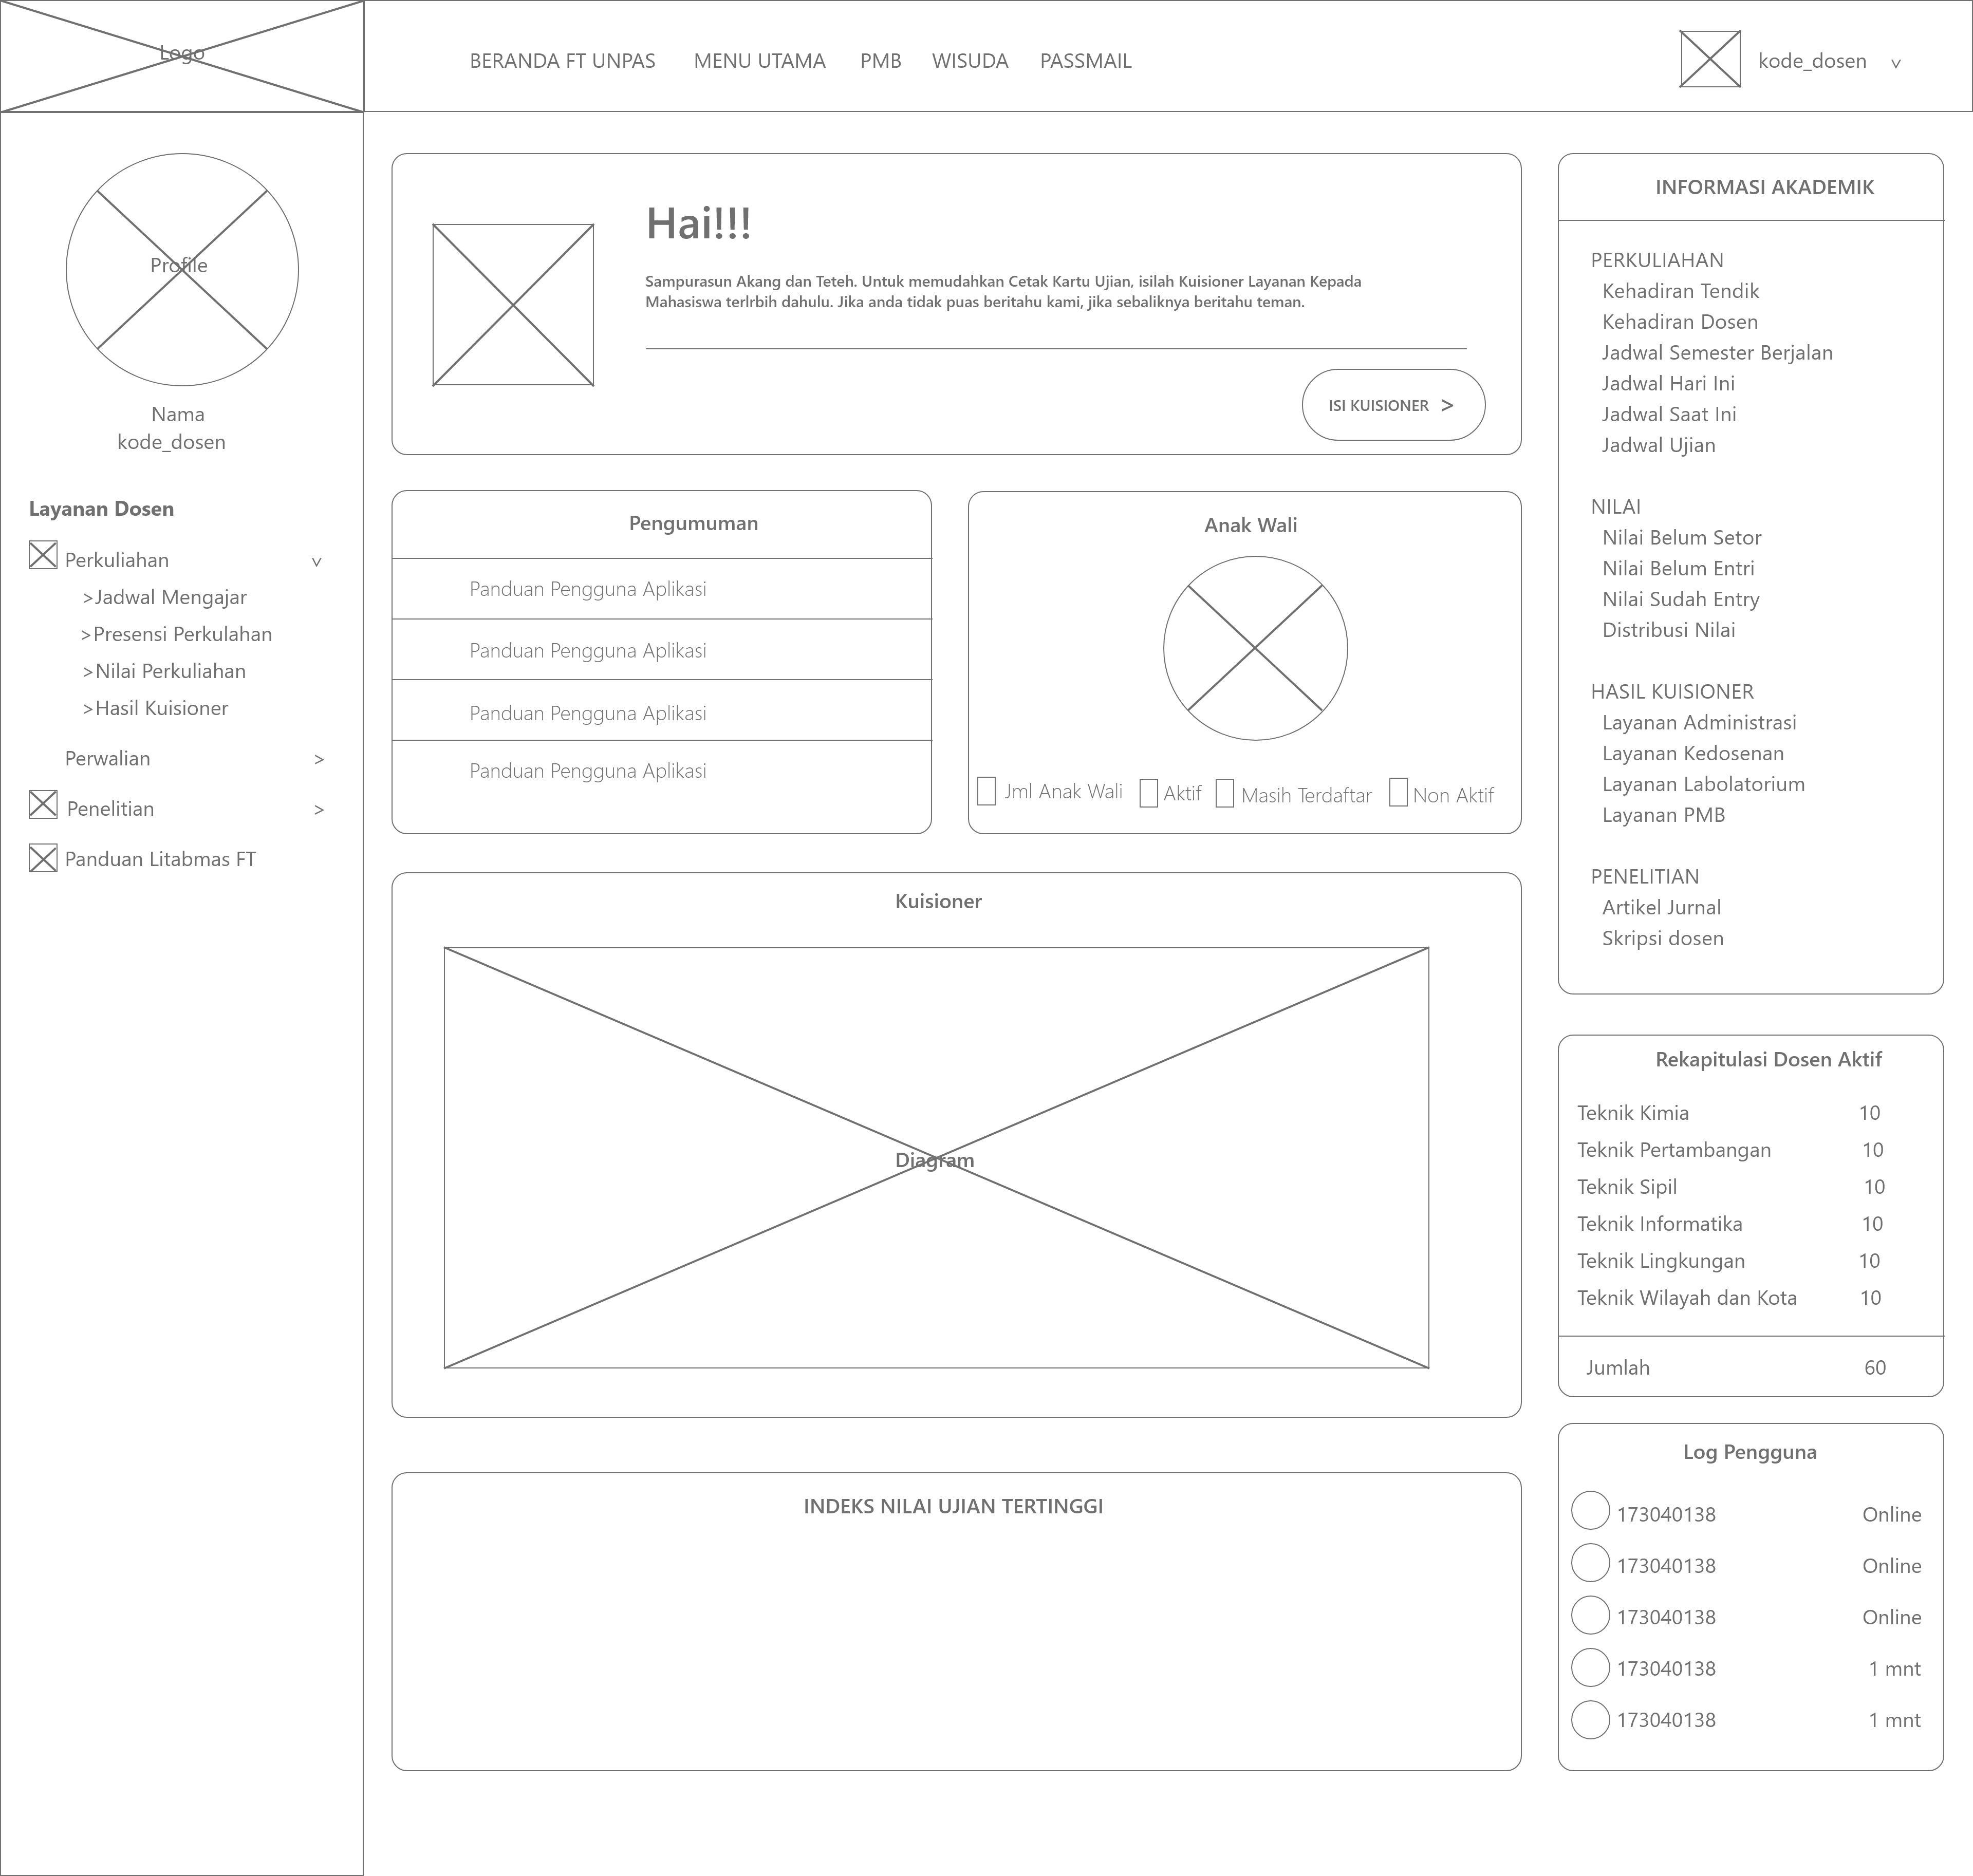 Logo
BERANDA FT UNPAS MENU UTAMA PMB WISUDA PASSMAIL
kode_dosen v
Profile
Nama
kode_dosen
Layanan Dosen
Perkuliahan v
>Jadwal Mengajar
>Presensi Perkulahan
>Nilai Perkuliahan
>Hasil Kuisioner
Perwalian >
Penelitian >
Panduan Litabmas FT
Hai!!!
Sampurasun Akang dan Teteh. Untuk memudahkan Cetak Kartu Ujian, isilah Kuisioner Layanan Kepada
Mahasiswa terlrbih dahulu. Jika anda tidak puas beritahu kami, jika sebaliknya beritahu teman.
ISI KUISIONER >
Pengumuman
Panduan Pengguna Aplikasi
Panduan Pengguna Aplikasi
Panduan Pengguna Aplikasi
Panduan Pengguna Aplikasi
Anak Wali
Jml Anak Wali Aktif Masih Terdaftar Non Aktif
Kuisioner
Diagram
INDEKS NILAI UJIAN TERTINGGI
INFORMASI AKADEMIK
PERKULIAHAN
Kehadiran Tendik
Kehadiran Dosen
Jadwal Semester Berjalan
Jadwal Hari Ini
Jadwal Saat Ini
Jadwal Ujian
NILAI
Nilai Belum Setor
Nilai Belum Entri
Nilai Sudah Entry
Distribusi Nilai
HASIL KUISIONER
Layanan Administrasi
Layanan Kedosenan
Layanan Labolatorium
Layanan PMB
PENELITIAN
Artikel Jurnal
Skripsi dosen
Rekapitulasi Dosen Aktif
Teknik Kimia 10
Teknik Pertambangan 10
Teknik Sipil 10
Teknik Informatika 10
Teknik Lingkungan 10
Teknik Wilayah dan Kota 10
Jumlah 60
Log Pengguna
173040138 Online
173040138 Online
173040138 Online
173040138 1 mnt
173040138 1 mnt